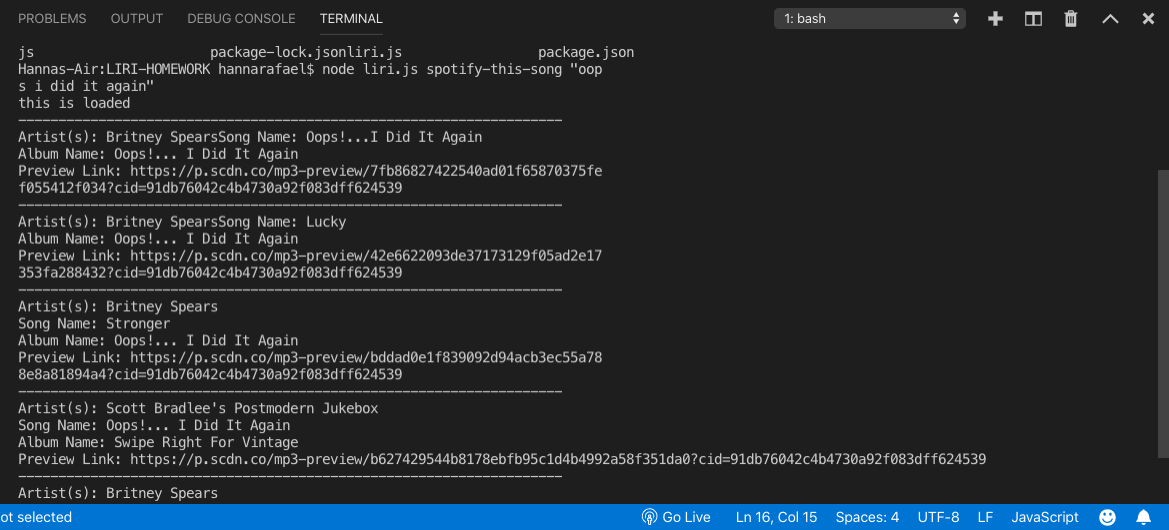 PROBLEMS OUTPUT DEBUG CONSOLE TERMINAL 1: bash
js package-lock.jsonliri.js package.json
Hannas-Air:LIRI-HOMEWORK hannarafael$ node liri.js spotify-this-song "oop
s i did it again"
this is loaded
--------------------------------------------------------------------
Artist(s): Britney SpearsSong Name: Oops!...I Did It Again
Album Name: Oops!... I Did It Again
Preview Link: https://p.scdn.co/mp3-preview/7fb86827422540ad01f65870375fe
f055412f034?cid=91db76042c4b4730a92f083dff624539
--------------------------------------------------------------------
Artist(s): Britney SpearsSong Name: Lucky
Album Name: Oops!... I Did It Again
Preview Link: https://p.scdn.co/mp3-preview/42e6622093de37173129f05ad2e17
353fa288432?cid=91db76042c4b4730a92f083dff624539
--------------------------------------------------------------------
Artist(s): Britney Spears
Song Name: Stronger
Album Name: Oops!... I Did It Again
Preview Link: https://p.scdn.co/mp3-preview/bddad0e1f839092d94acb3ec55a78
8e8a81894a4?cid=91db76042c4b4730a92f083dff624539
--------------------------------------------------------------------
Artist(s): Scott Bradlee's Postmodern Jukebox
Song Name: Oops!... I Did It Again
Album Name: Swipe Right For Vintage
Preview Link: https://p.scdn.co/mp3-preview/b627429544b8178ebfb95c1d4b4992a58f351da0?cid=91db76042c4b4730a92f083dff624539
--------------------------------------------------------------------
Artist(s): Britney Spears
ot selected Go Live Ln 16, Col 15 Spaces: 4 UTF-8 LF JavaScript